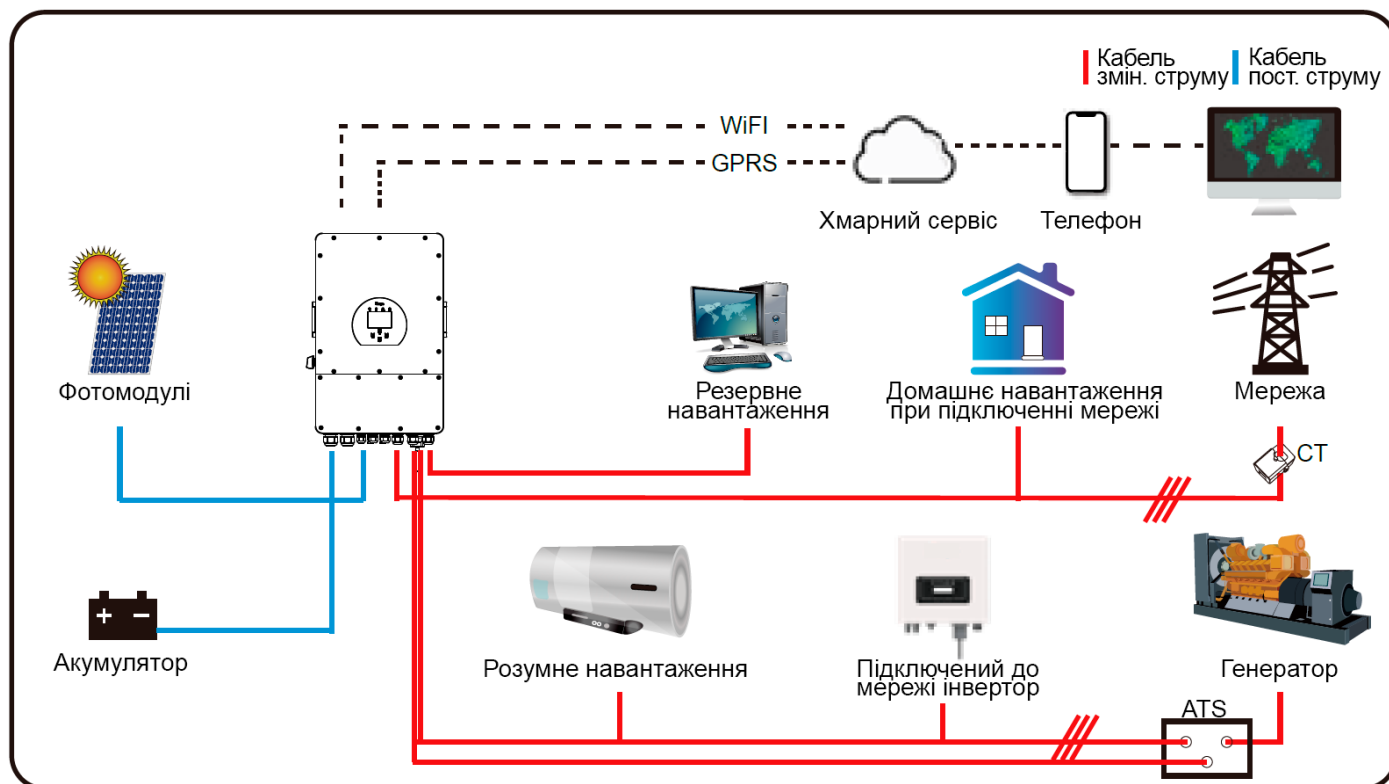 Кабель
змін. струму
Кабель
пост. струму
WiFI
GPRS
Хмарний сервіс
Телефон
Фотомодулі
Резервне
навантаження
Домашнє навантаження
при підключенні мережі
Мережа
CT
Акумулятор
Розумне навантаження
Підключений до
мережі інвертор
Генератор
ATS